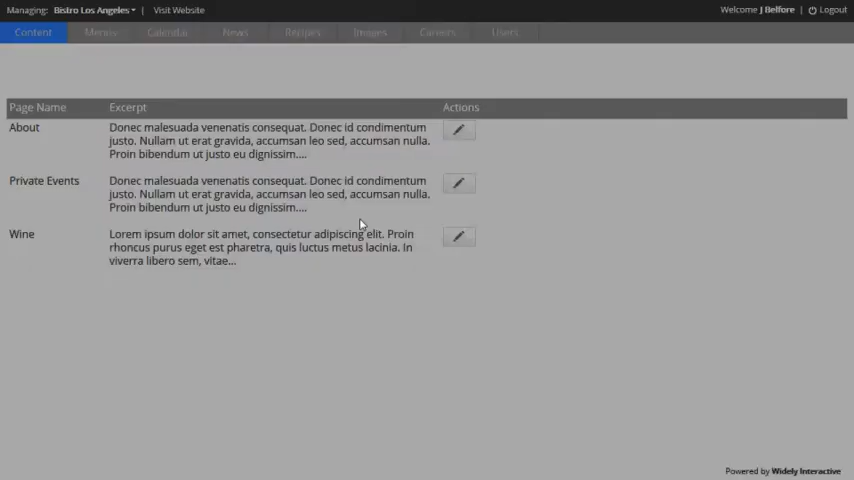 Managing: Bistro Los Angeles | Visit Website
Welcome J Belfore | Logout
Content Menus Calendar News Recipes Images Careers Users
Page Name Excerpt Actions
About
Donec malesuada venenatis consequat. Donec id condimentum
justo. Nullam ut erat gravida, accumsan leo sed, accumsan nulla.
Proin bibendum ut justo eu dignissim....
Private Events
Donec malesuada venenatis consequat. Donec id condimentum
justo. Nullam ut erat gravida, accumsan leo sed, accumsan nulla.
Proin bibendum ut justo eu dignissim....
Wine
Lorem ipsum dolor sit amet, consectetur adipiscing elit. Proin
rhoncus purus eget est pharetra, quis luctus metus lacinia. In
viverra libero sem, vitae...
Powered by Widely Interactive